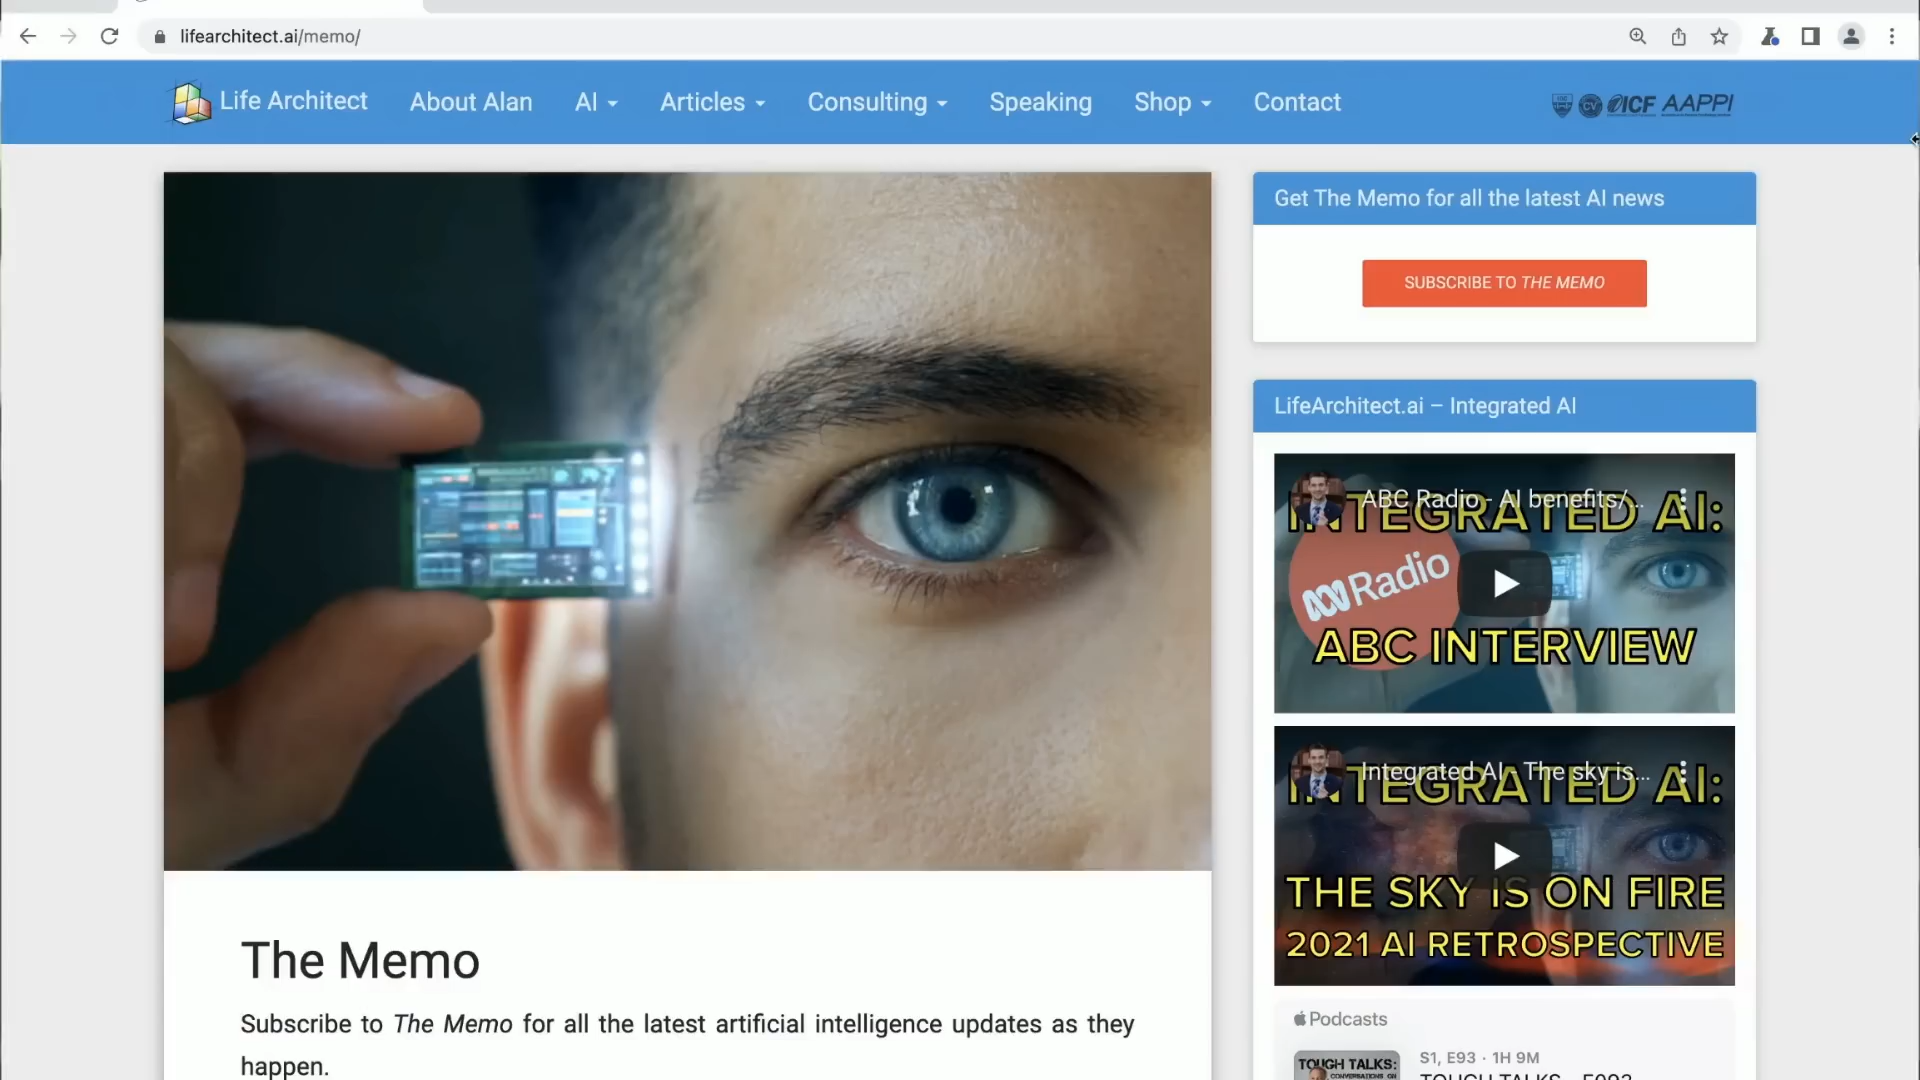 lifearchitect.ai/memo/
Life Architect
About Alan
AI
Articles
Consulting
Speaking
Shop
Contact
CV
ICF
AAPPI
Get The Memo for all the latest AI news
SUBSCRIBE TO THE MEMO
LifeArchitect.ai – Integrated AI
ABC Radio - AI benefits/...
INTEGRATED AI:
Radio
ABC INTERVIEW
Integrated AI - The sky is...
INTEGRATED AI:
THE SKY IS ON FIRE
2021 AI RETROSPECTIVE
The Memo
Subscribe to The Memo for all the latest artificial intelligence updates as they
happen.
Podcasts
TOUGH TALKS:
S1, E93 · 1H 9M
TOUGH TALKS - E093